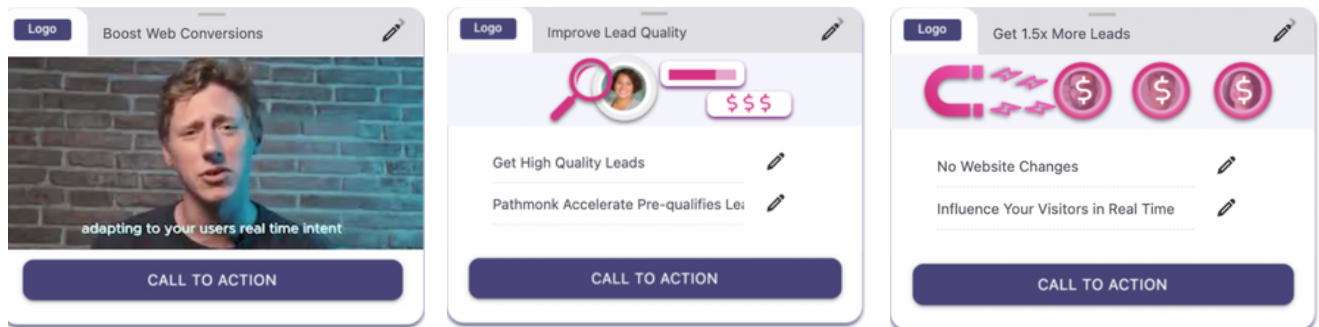 Logo
Boost Web Conversions
adapting to your users real time intent
CALL TO ACTION
Logo
Improve Lead Quality
$ $ $
Get High Quality Leads
Pathmonk Accelerate Pre-qualifies
CALL TO ACTION
Logo
Get 1.5x More Leads
$ $ $
No Website Changes
Influence Your Visitors in Real Time
CALL TO ACTION